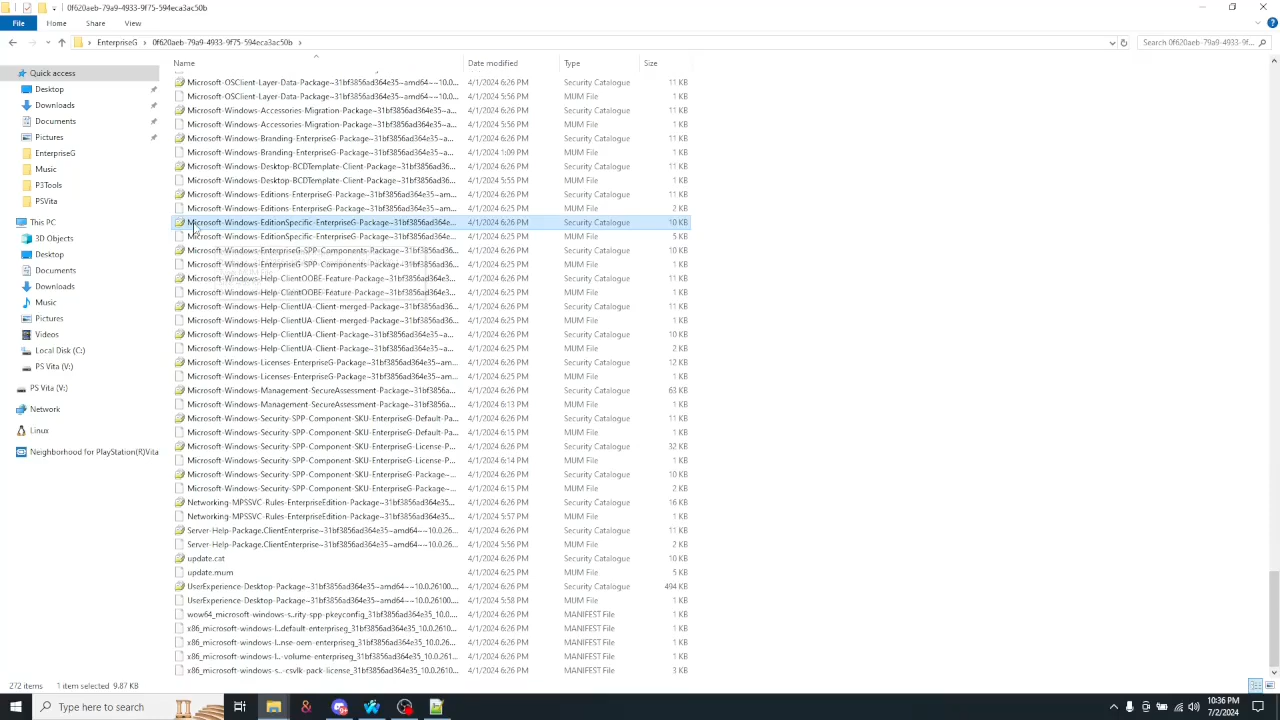 0f620aeb-79a9-4933-9f75-594eca3ac50b
File Home Share View
EnterpriseG 0f620aeb-79a9-4933-9f75-594eca3ac50b Search 0f620aeb-79a9-4933-9f...
Name Date modified Type Size
Quick access
Desktop
Downloads
Documents
Pictures
EnterpriseG
Music
P3Tools
PSVita
This PC
3D Objects
Desktop
Documents
Downloads
Music
Pictures
Videos
Local Disk (C:)
PS Vita (V:)
PS Vita (V:)
Network
Linux
Neighborhood for PlayStation(R)Vita
Microsoft-OSClient-Layer-Data-Package~31bf3856ad364e35~amd64~~10.0... 4/1/2024 6:26 PM Security Catalogue 11 KB
Microsoft-OSClient-Layer-Data-Package~31bf3856ad364e35~amd64~~10.0... 4/1/2024 5:56 PM MUM File 1 KB
Microsoft-Windows-Accessories-Migration-Package~31bf3856ad364e35~a... 4/1/2024 6:26 PM Security Catalogue 11 KB
Microsoft-Windows-Accessories-Migration-Package~31bf3856ad364e35~a... 4/1/2024 5:56 PM MUM File 1 KB
Microsoft-Windows-Branding-EnterpriseG-Package~31bf3856ad364e35~a... 4/1/2024 6:26 PM Security Catalogue 11 KB
Microsoft-Windows-Branding-EnterpriseG-Package~31bf3856ad364e35~a... 4/1/2024 1:09 PM MUM File 1 KB
Microsoft-Windows-Desktop-BCDTemplate-Client-Package~31bf3856ad36... 4/1/2024 6:26 PM Security Catalogue 11 KB
Microsoft-Windows-Desktop-BCDTemplate-Client-Package~31bf3856ad36... 4/1/2024 5:55 PM MUM File 1 KB
Microsoft-Windows-Editions-EnterpriseG-Package~31bf3856ad364e35~am... 4/1/2024 6:26 PM Security Catalogue 11 KB
Microsoft-Windows-Editions-EnterpriseG-Package~31bf3856ad364e35~am... 4/1/2024 6:25 PM MUM File 2 KB
Microsoft-Windows-EditionSpecific-EnterpriseG-Package~31bf3856ad364e... 4/1/2024 6:26 PM Security Catalogue 10 KB
Microsoft-Windows-EditionSpecific-EnterpriseG-Package~31bf3856ad364e... 4/1/2024 6:25 PM MUM File 5 KB
Microsoft-Windows-EnterpriseG-SPP-Components-Package~31bf3856ad36... 4/1/2024 6:26 PM Security Catalogue 10 KB
Microsoft-Windows-EnterpriseG-SPP-Components-Package~31bf3856ad36... 4/1/2024 6:25 PM MUM File 1 KB
Microsoft-Windows-Help-ClientOOBE-Feature-Package~31bf3856ad364e3... 4/1/2024 6:26 PM Security Catalogue 10 KB
Microsoft-Windows-Help-ClientOOBE-Feature-Package~31bf3856ad364e3... 4/1/2024 6:25 PM MUM File 1 KB
Microsoft-Windows-Help-ClientUA-Client-merged-Package~31bf3856ad36... 4/1/2024 6:26 PM Security Catalogue 11 KB
Microsoft-Windows-Help-ClientUA-Client-merged-Package~31bf3856ad36... 4/1/2024 6:25 PM MUM File 1 KB
Microsoft-Windows-Help-ClientUA-Client-Package~31bf3856ad364e35~a... 4/1/2024 6:26 PM Security Catalogue 10 KB
Microsoft-Windows-Help-ClientUA-Client-Package~31bf3856ad364e35~a... 4/1/2024 6:25 PM MUM File 2 KB
Microsoft-Windows-Licenses-EnterpriseG-Package~31bf3856ad364e35~am... 4/1/2024 6:26 PM Security Catalogue 12 KB
Microsoft-Windows-Licenses-EnterpriseG-Package~31bf3856ad364e35~am... 4/1/2024 6:25 PM MUM File 1 KB
Microsoft-Windows-Management-SecureAssessment-Package~31bf3856a... 4/1/2024 6:26 PM Security Catalogue 63 KB
Microsoft-Windows-Management-SecureAssessment-Package~31bf3856a... 4/1/2024 6:13 PM MUM File 1 KB
Microsoft-Windows-Security-SPP-Component-SKU-EnterpriseG-Default-Pa... 4/1/2024 6:26 PM Security Catalogue 11 KB
Microsoft-Windows-Security-SPP-Component-SKU-EnterpriseG-Default-Pa... 4/1/2024 6:15 PM MUM File 1 KB
Microsoft-Windows-Security-SPP-Component-SKU-EnterpriseG-License-P... 4/1/2024 6:26 PM Security Catalogue 32 KB
Microsoft-Windows-Security-SPP-Component-SKU-EnterpriseG-License-P... 4/1/2024 6:14 PM MUM File 1 KB
Microsoft-Windows-Security-SPP-Component-SKU-EnterpriseG-Package~... 4/1/2024 6:26 PM Security Catalogue 10 KB
Microsoft-Windows-Security-SPP-Component-SKU-EnterpriseG-Package~... 4/1/2024 6:15 PM MUM File 2 KB
Networking-MPSSVC-Rules-EnterpriseEdition-Package~31bf3856ad364e35... 4/1/2024 6:26 PM Security Catalogue 16 KB
Networking-MPSSVC-Rules-EnterpriseEdition-Package~31bf3856ad364e35... 4/1/2024 5:57 PM MUM File 1 KB
Server-Help-Package.ClientEnterprise~31bf3856ad364e35~amd64~~10.0.26... 4/1/2024 6:26 PM Security Catalogue 11 KB
Server-Help-Package.ClientEnterprise~31bf3856ad364e35~amd64~~10.0.26... 4/1/2024 5:56 PM MUM File 2 KB
update.cat 4/1/2024 6:26 PM Security Catalogue 10 KB
update.mum 4/1/2024 6:25 PM MUM File 5 KB
UserExperience-Desktop-Package~31bf3856ad364e35~amd64~~10.0.26100.... 4/1/2024 6:26 PM Security Catalogue 494 KB
UserExperience-Desktop-Package~31bf3856ad364e35~amd64~~10.0.26100.... 4/1/2024 5:58 PM MUM File 1 KB
wow64_microsoft-windows-s..rity-spp-pkeyconfig_31bf3856ad364e35_10.0.... 4/1/2024 6:26 PM MANIFEST File 1 KB
x86_microsoft-windows-l..default-enterpriseg_31bf3856ad364e35_10.0.2610... 4/1/2024 6:26 PM MANIFEST File 1 KB
x86_microsoft-windows-l..nse-oem-enterpriseg_31bf3856ad364e35_10.0.26... 4/1/2024 6:26 PM MANIFEST File 1 KB
x86_microsoft-windows-l..-volume-enterpriseg_31bf3856ad364e35_10.0.261... 4/1/2024 6:26 PM MANIFEST File 1 KB
x86_microsoft-windows-s..-csvlk-pack-license_31bf3856ad364e35_10.0.2610... 4/1/2024 6:26 PM MANIFEST File 3 KB
272 items 1 item selected 9.87 KB
Type here to search
10:36 PM
7/2/2024